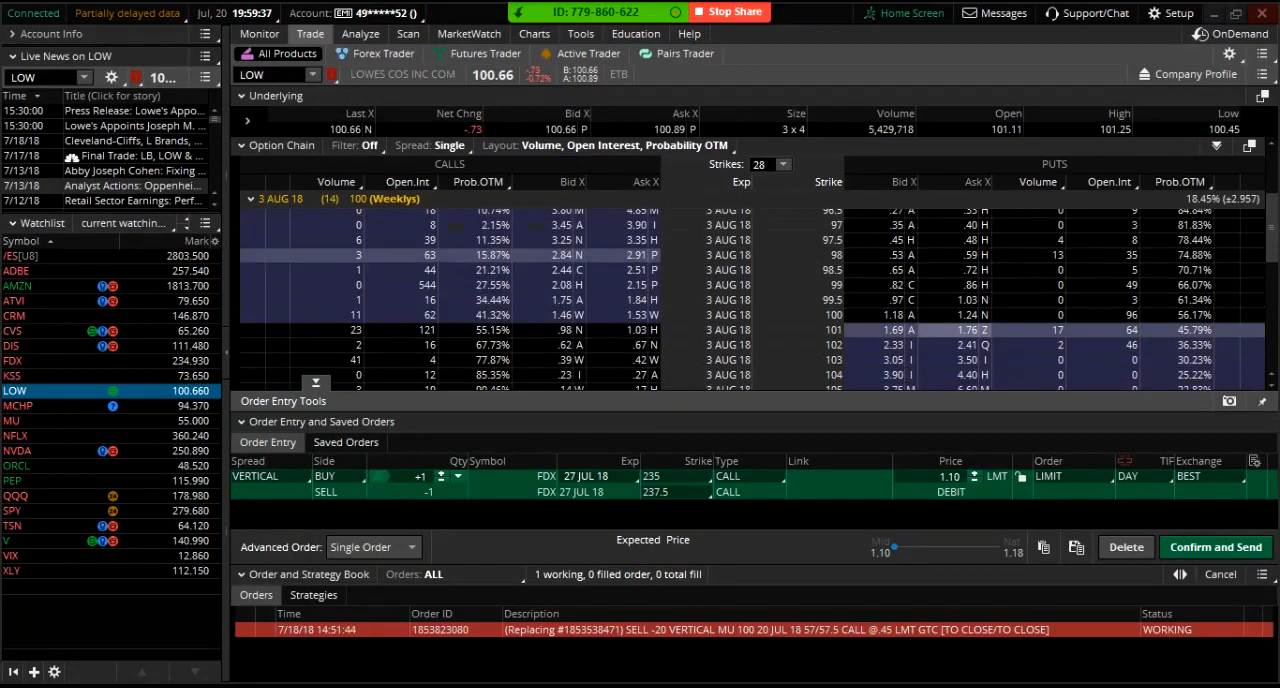 Connected Partially delayed data Jul, 20 19:59:37 Account: EMI 49*****52 () ID: 779-860-622 Stop Share Home Screen Messages Support/Chat Setup
Account Info Monitor Trade Analyze Scan MarketWatch Charts Tools Education Help OnDemand
Live News on LOW All Products Forex Trader Futures Trader Active Trader Pairs Trader
LOW 10... LOW LOWES COS INC COM 100.66 -.73 -0.72% B: 100.66 A: 100.89 ETB Company Profile
Time Title (Click for story)
15:30:00 Press Release: Lowe's Appo...
15:30:00 Lowe's Appoints Joseph M. ...
7/18/18 Cleveland-Cliffs, L Brands, ...
7/17/18 Final Trade: LB, LOW & ...
7/13/18 Abby Joseph Cohen: Fixing ...
7/13/18 Analyst Actions: Oppenhei...
7/12/18 Retail Sector Earnings: Perf...
Watchlist current watchin...
Symbol Mark
/ES[U8] 2803.500
ADBE 257.540
AMZN 1813.700
ATVI 79.650
CRM 146.870
CVS 65.260
DIS 111.480
FDX 234.930
KSS 73.650
LOW 100.660
MCHP 94.370
MU 55.000
NFLX 360.240
NVDA 250.890
ORCL 48.520
PEP 115.990
QQQ 178.980
SPY 279.680
TSN 64.120
V 140.990
VIX 12.860
XLY 112.150
Underlying
Last X Net Chng Bid X Ask X Size Volume Open High Low
100.66 N -.73 100.66 P 100.89 P 3 x 4 5,429,718 101.11 101.25 100.45
Option Chain Filter: Off Spread: Single Layout: Volume, Open Interest, Probability OTM
CALLS Strikes: 28 PUTS
Volume Open.Int Prob.OTM Bid X Ask X Exp Strike Bid X Ask X Volume Open.Int Prob.OTM
3 AUG 18 (14) 100 (Weeklys) 18.45% (±2.957)
0 18 10.74% 3.80 M 4.85 M 3 AUG 18 96.5 .27 A .33 H 0 9 84.84%
0 8 2.15% 3.45 A 3.90 I 3 AUG 18 97 .35 A .40 H 0 3 81.83%
6 39 11.35% 3.25 N 3.35 H 3 AUG 18 97.5 .45 H .48 H 4 8 78.44%
3 63 15.87% 2.84 N 2.91 P 3 AUG 18 98 .53 A .59 H 13 35 74.88%
1 44 21.21% 2.44 C 2.51 P 3 AUG 18 98.5 .65 A .72 H 0 5 70.71%
0 544 27.55% 2.08 H 2.15 P 3 AUG 18 99 .82 C .86 H 0 49 66.07%
1 16 34.44% 1.75 A 1.84 H 3 AUG 18 99.5 .97 C 1.03 N 0 3 61.34%
11 62 41.32% 1.46 W 1.53 W 3 AUG 18 100 1.18 A 1.24 N 0 96 56.17%
23 121 55.15% .98 N 1.03 H 3 AUG 18 101 1.69 A 1.76 Z 17 64 45.79%
2 16 67.73% .62 A .67 N 3 AUG 18 102 2.33 I 2.41 Q 2 46 36.33%
41 4 77.87% .39 W .42 W 3 AUG 18 103 3.05 I 3.50 I 0 0 30.23%
0 12 85.35% .23 I .27 A 3 AUG 18 104 3.90 I 4.40 H 0 0 25.22%
Order Entry Tools
Order Entry and Saved Orders
Order Entry Saved Orders
Spread Side Qty Symbol Exp Strike Type Link Price Order TIF Exchange
VERTICAL BUY +1 FDX 27 JUL 18 235 CALL 1.10 LMT LIMIT DAY BEST
SELL -1 FDX 27 JUL 18 237.5 CALL DEBIT
Advanced Order: Single Order Expected Price Mid 1.10 Nat 1.18 Delete Confirm and Send
Order and Strategy Book Orders: ALL 1 working, 0 filled order, 0 total fill Cancel
Orders Strategies
Time Order ID Description Status
7/18/18 14:51:44 1853823080 (Replacing #1853538471) SELL -20 VERTICAL MU 100 20 JUL 18 57/57.5 CALL @.45 LMT GTC [TO CLOSE/TO CLOSE] WORKING